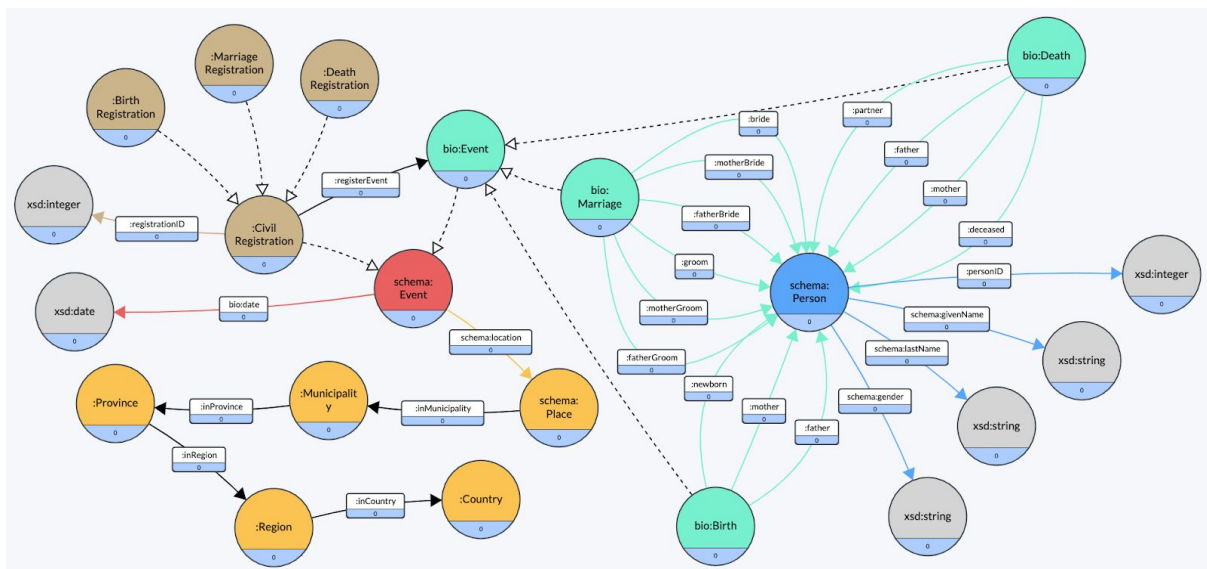 :Marriage
Registration
0
:Death
Registration
0
:Birth
Registration
0
bio:Death
0
bio:Event
0
:registerEvent
0
xsd:integer
0
:registrationID
0
:Civil
Registration
0
bio:
Marriage
0
:bride
0
:motherBride
0
:fatherBride
0
:groom
0
:motherGroom
0
:fatherGroom
0
:partner
0
:father
0
:mother
0
:deceased
0
schema:
Person
0
:personID
0
xsd:integer
0
schema:givenName
0
xsd:string
0
schema:lastName
0
xsd:string
0
schema:gender
0
xsd:string
0
xsd:date
0
bio:date
0
schema:
Event
0
schema:location
0
:Province
0
:inProvince
0
:Municipalit
y
0
:inMunicipality
0
schema:
Place
0
:inRegion
0
:Region
0
:inCountry
0
:Country
0
:newborn
0
:mother
0
:father
0
bio:Birth
0